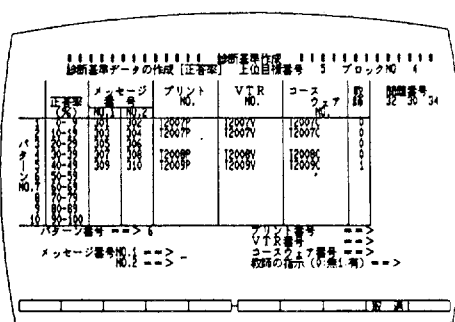 診断基準作成
診断基準データの作成 [正答率] 上位目標番号 5 ブロックNO 4
正答率 (%) メッセージ 番号 NO.1 NO.2 プリント NO. VTR NO. コースウェア NO. 教師 問題番号 32 30 34
パターンNO.
1 0-9 301 302 T2007P T2007V T2007C 0
2 10-19 303 304 T2007P T2007V T2007C 0
3 20-29 305 306 0
4 30-39 307 308 T2008P T2008V T2008C 0
5 40-49 309 310 T2009P T2009V T2009C 1
6 50-59
7 60-69
8 70-79
9 80-89
10 90-100
パターン番号 ==> 6 プリント番号 ==>
VTR番号 ==>
メッセージ番号NO.1 ==> _ コースウェア番号 ==>
NO.2 ==> 教師の指示 (0:無1:有) ==>
取消